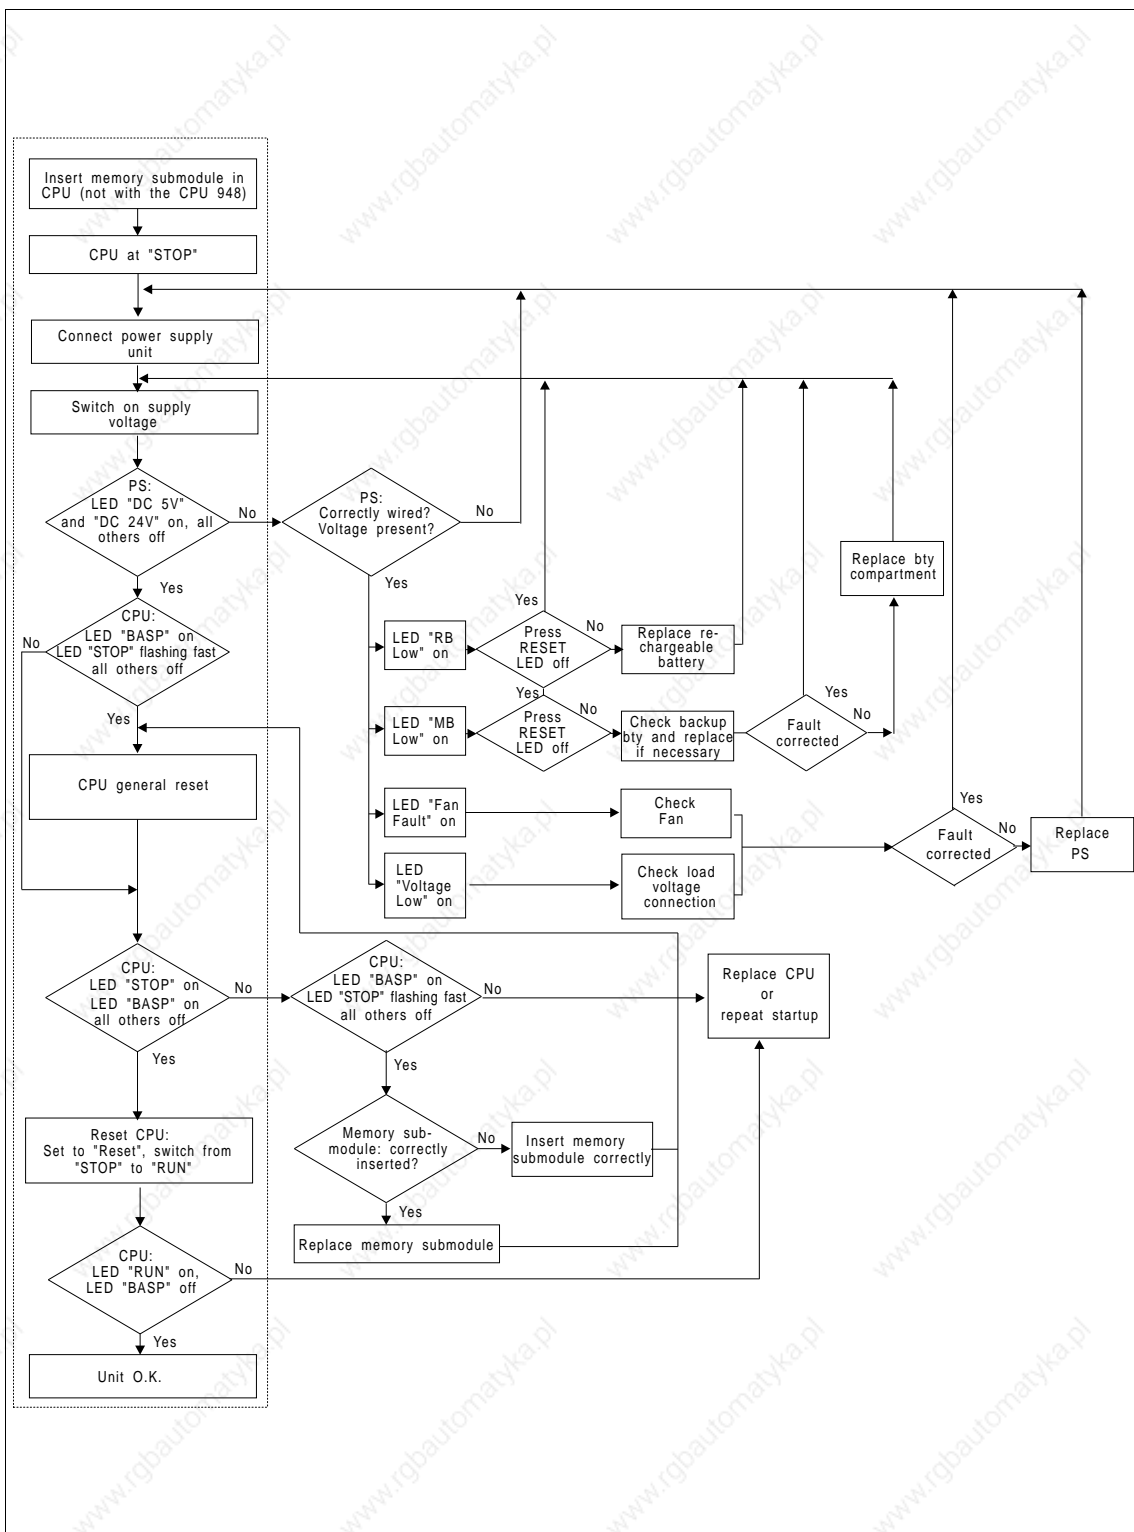 Insert memory submodule in
CPU (not with the CPU 948)
CPU at "STOP"
Connect power supply
unit
Switch on supply
voltage
PS:
LED "DC 5V"
and "DC 24V" on, all
others off
No
PS:
Correctly wired?
Voltage present?
No
Yes
Yes
Replace bty
compartment
CPU:
LED "BASP" on
LED "STOP" flashing fast
all others off
No
Yes
LED "RB
Low" on
Yes
Press
RESET
LED off
No
Replace re-
chargeable
battery
LED "MB
Low" on
Yes
Press
RESET
LED off
No
Check backup
bty and replace
if necessary
Yes
Fault
corrected
No
CPU general reset
LED "Fan
Fault" on
Check
Fan
Yes
Fault
corrected
No
Replace
PS
LED
"Voltage
Low" on
Check load
voltage
connection
CPU:
LED "STOP" on
LED "BASP" on
all others off
No
Yes
CPU:
LED "BASP" on
LED "STOP" flashing fast
all others off
No
Yes
Replace CPU
or
repeat startup
Reset CPU:
Set to "Reset", switch from
"STOP" to "RUN"
Memory sub-
module: correctly
inserted?
No
Yes
Insert memory
submodule correctly
Replace memory submodule
CPU:
LED "RUN" on,
LED "BASP" off
No
Yes
Unit O.K.
www.rgbautomatyka.pl